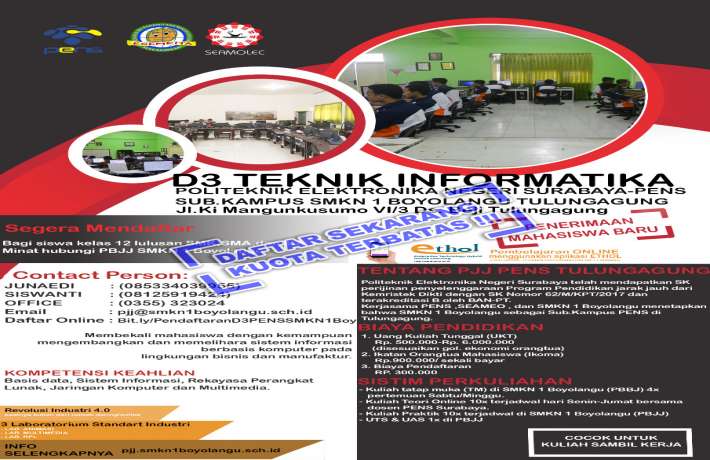 pens
SEAMOLEC
D3 TEKNIK INFORMATIKA
POLITEKNIK ELEKTRONIKA NEGERI SURABAYA-PENS
SUB.KAMPUS SMKN 1 BOYOLANGU TULUNGAGUNG
Jl.Ki Mangunkusumo VI/3 Tulungagung
DAFTAR SEKARANG
KUOTA TERBATAS !!!
PENERIMAAN
MAHASISWA BARU
Segera Mendaftar
Bagi siswa kelas 12 lulusan
Minat hubungi PBJJ SMKN 1
ethol
Pembelajaran ONLINE
menggunakan aplikasi ETHOL
Contact Person:
JUNAEDI : (085334039
SISWANTI : (08125919424)
OFFICE : (0355) 323024
Email : pjj@smkn1boyolangu.sch.id
Daftar Online : Bit.ly/PendaftaranD3PENSSMKN1Boy
Membekali mahasiswa dengan kemampuan
mengembangkan dan memelihara sistem informasi
berbasis komputer pada
lingkungan bisnis dan manufaktur.
KOMPETENSI KEAHLIAN
Basis data, Sistem Informasi, Rekayasa Perangkat
Lunak, Jaringan Komputer dan Multimedia.
Revolusi Industri 4.0
3 Laboratorium Standart Industri
- LAB. MULTIMEDIA
- LAB. RPL
INFO
SELENGKAPNYA pjj.smkn1boyolangu.sch.id
TENTANG PJJ PENS TULUNGAGUNG
Politeknik Elektronika Negeri Surabaya telah mendapatkan SK
perijinan penyelenggaraan Program Pendidikan jarak jauh dari
Kemristek Dikti dengan SK Nomor 62/M/KPT/2017 dan
terakreditasi B oleh BAN-PT.
Kerjasama PENS ,SEAMEO , dan SMKN 1 Boyolangu menetapkan
bahwa SMKN 1 Boyolangu sebagai Sub.Kampus PENS di
Tulungagung.
BIAYA PENDIDIKAN
1. Uang Kuliah Tunggal (UKT)
Rp. 500.000-Rp. 6.000.000
(disesuaikan gol. ekonomi orangtua)
2. Ikatan Orangtua Mahasiswa (Ikoma)
Rp.900.000/ sekali bayar
3. Biaya Pendaftaran
RP. 300.000
SISTIM PERKULIAHAN
- Kuliah tatap muka (TM) di SMKN 1 Boyolangu (PBBJ) 4x
pertemuan Sabtu/Minggu.
- Kuliah Teori Online 10x terjadwal hari Senin-Jumat bersama
dosen PENS Surabaya.
- Kuliah Praktik 10x terjadwal di SMKN 1 Boyolangu (PBJJ)
- UTS & UAS 1x di PBJJ
COCOK UNTUK
KULIAH SAMBIL KERJA